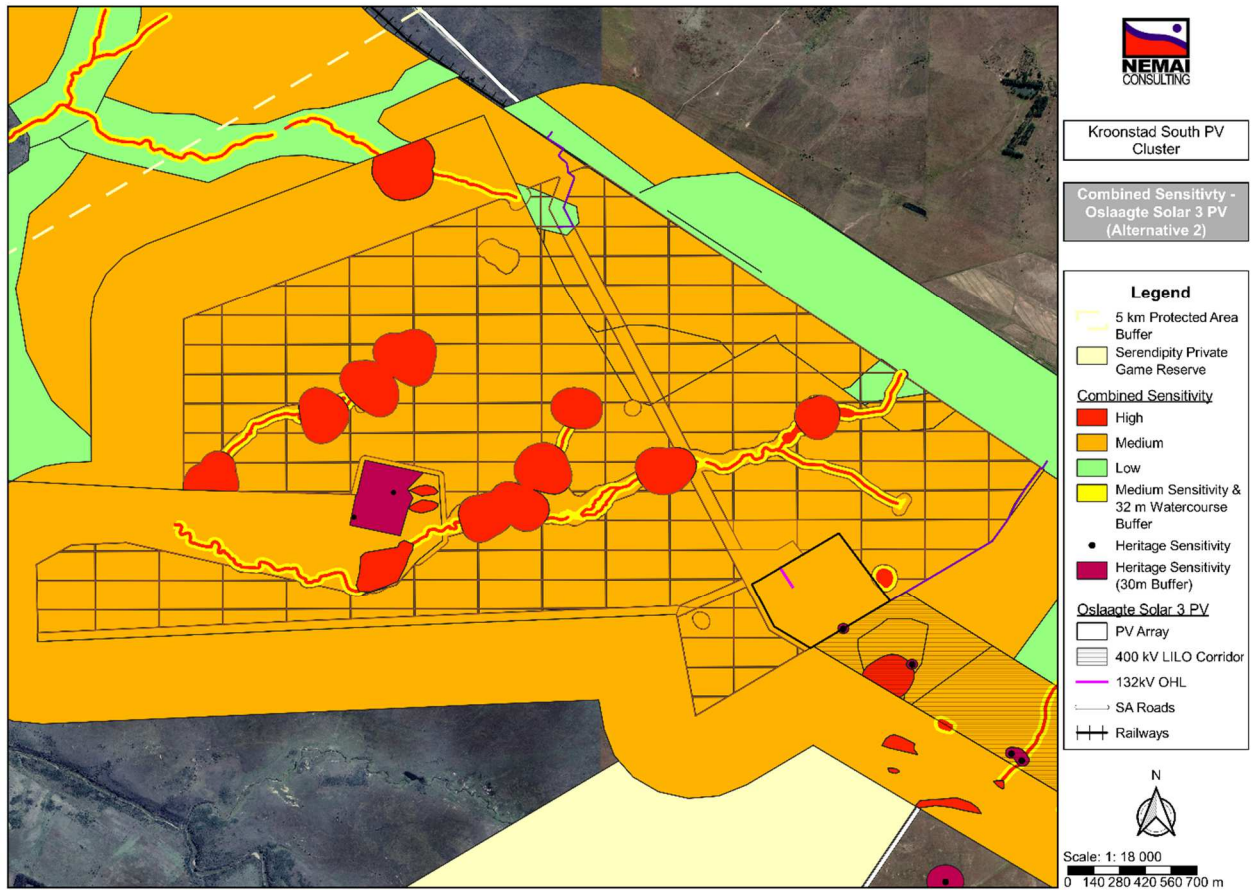 NEMAI
CONSULTING
Kroonstad South PV
Cluster
Combined Sensitivty -
Oslaagte Solar 3 PV
(Alternative 2)
Legend
5 km Protected Area
Buffer
Serendipity Private
Game Reserve
Combined Sensitivity
High
Medium
Low
Medium Sensitivity &
32 m Watercourse
Buffer
Heritage Sensitivity
Heritage Sensitivity
(30m Buffer)
Oslaagte Solar 3 PV
PV Array
400 kV LILO Corridor
132kV OHL
SA Roads
Railways
N
Scale: 1: 18 000
0 140 280 420 560 700 m